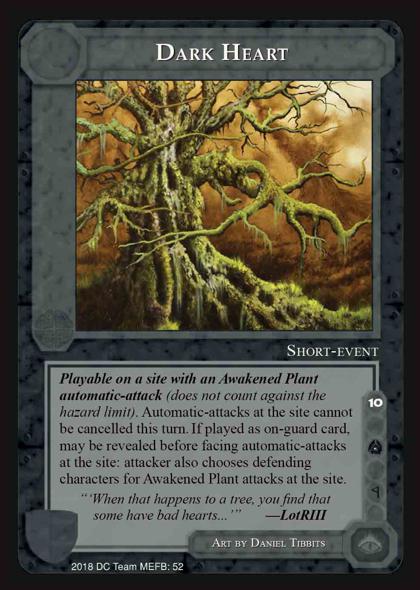 DARK HEART
SHORT-EVENT
Playable on a site with an Awakened Plant
automatic-attack (does not count against the
hazard limit). Automatic-attacks at the site cannot
be cancelled this turn. If played as on-guard card,
may be revealed before facing automatic-attacks
at the site: attacker also chooses defending
characters for Awakened Plant attacks at the site.
10
“‘When that happens to a tree, you find that
some have bad hearts...’” —LotRIII
ART BY DANIEL TIBBITS
2018 DC Team MEFB: 52